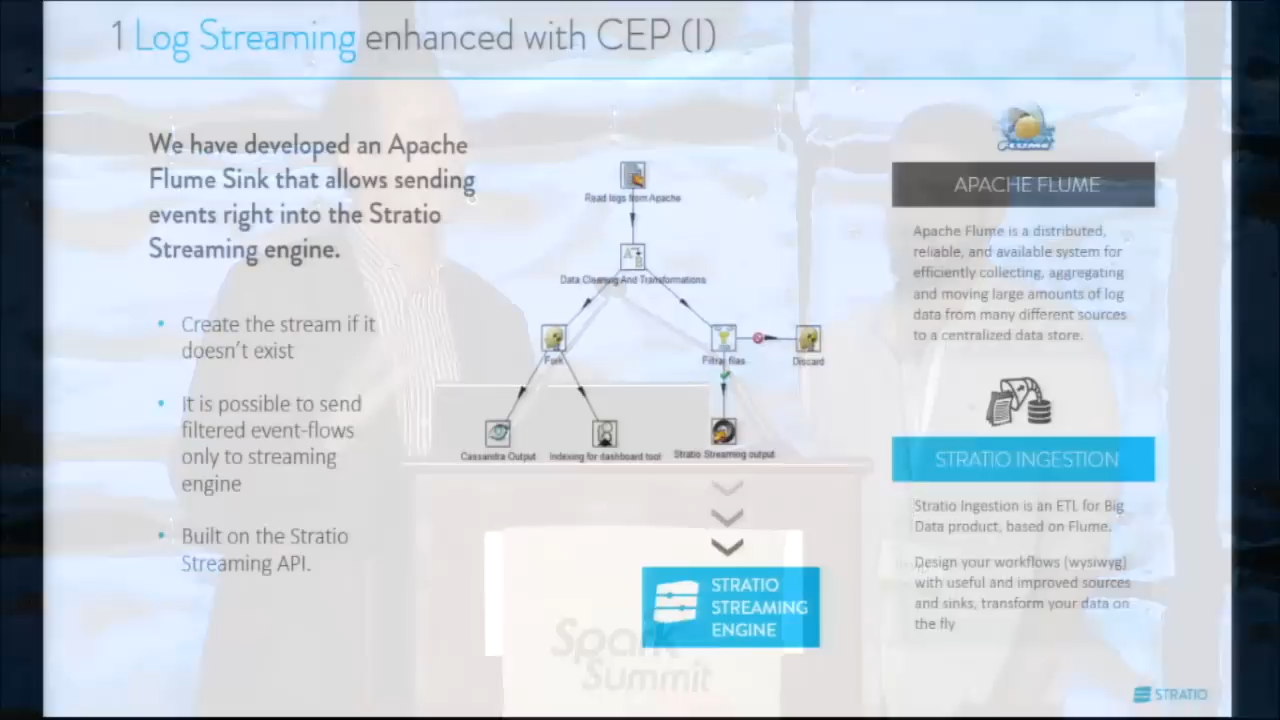 1 Log Streaming enhanced with CEP (I)
We have developed an Apache
Flume Sink that allows sending
events right into the Stratio
Streaming engine.
• Create the stream if it
doesn't exist
• It is possible to send
filtered event-flows
only to streaming
engine
• Built on the Stratio
Streaming API.
Read logs from Apache
Data Cleaning And Transformations
Fork
Filtrar filas
Discard
Cassandra Output
Indexing for dashboard tool
Stratio Streaming output
STRATIO
STREAMING
ENGINE
Spark
Summit
FLUME
APACHE FLUME
Apache Flume is a distributed,
reliable, and available system for
efficiently collecting, aggregating
and moving large amounts of log
data from many different sources
to a centralized data store.
STRATIO INGESTION
Stratio Ingestion is an ETL for Big
Data product, based on Flume.
Design your workflows (wysiwyg)
with useful and improved sources
and sinks, transform your data on
the fly
STRATIO